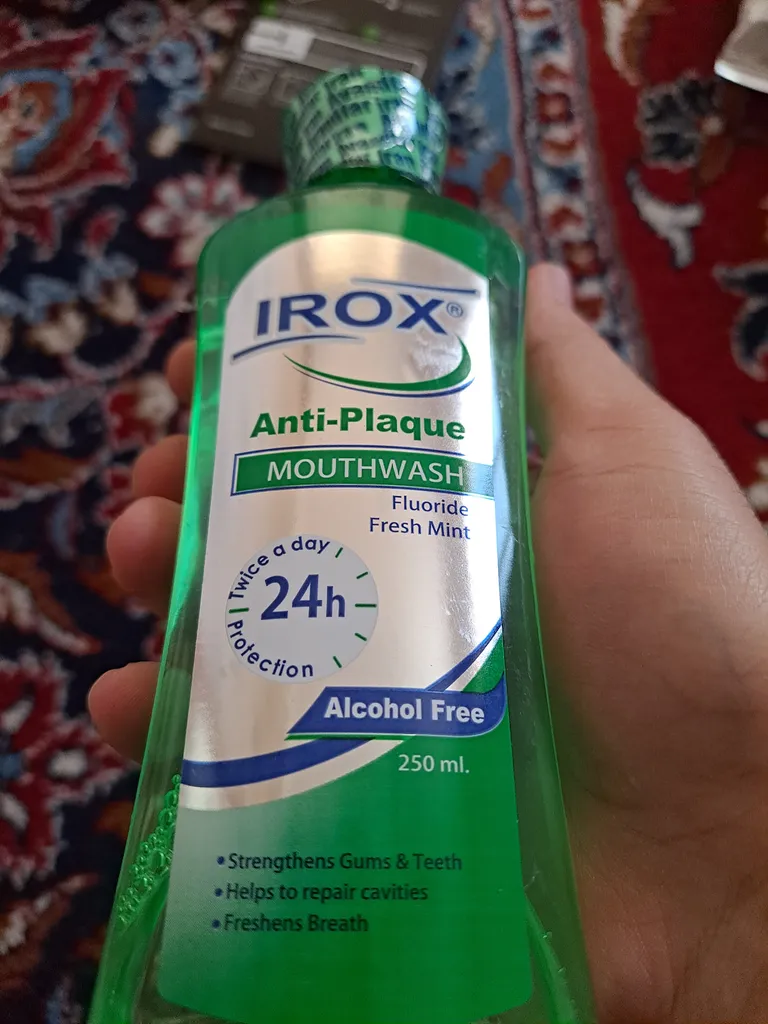 IROX®
Anti-Plaque
MOUTHWASH
Fluoride
Fresh Mint
Twice a day
24h
Protection
Alcohol Free
250 ml.
•Strengthens Gums & Teeth
•Helps to repair cavities
•Freshens Breath